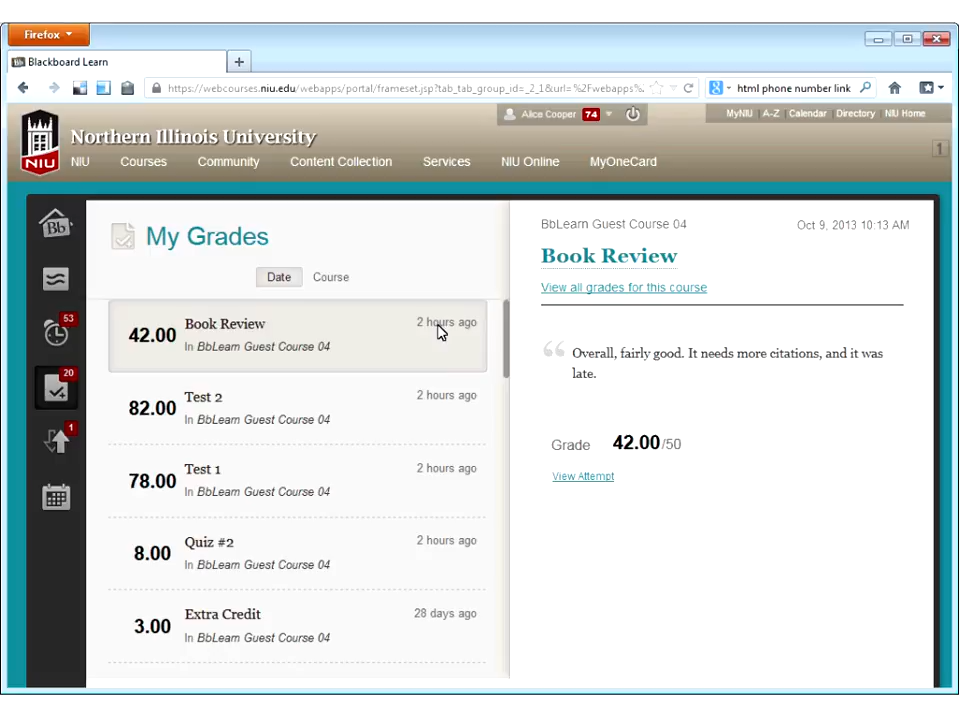 Firefox
Blackboard Learn
https://webcourses.niu.edu/webapps/portal/frameset.jsp?tab_tab_group_id=_2_1&url=%2Fwebapps%
html phone number link
Alice Cooper 74
MyNIU | A-Z | Calendar | Directory | NIU Home
NIU
Northern Illinois University
NIU Courses Community Content Collection Services NIU Online MyOneCard
1
Bb
53
20
1
My Grades
Date Course
42.00 Book Review 2 hours ago
In BbLearn Guest Course 04
82.00 Test 2 2 hours ago
In BbLearn Guest Course 04
78.00 Test 1 2 hours ago
In BbLearn Guest Course 04
8.00 Quiz #2 2 hours ago
In BbLearn Guest Course 04
3.00 Extra Credit 28 days ago
In BbLearn Guest Course 04
BbLearn Guest Course 04 Oct 9, 2013 10:13 AM
Book Review
View all grades for this course
“ Overall, fairly good. It needs more citations, and it was
late.
Grade 42.00/50
View Attempt